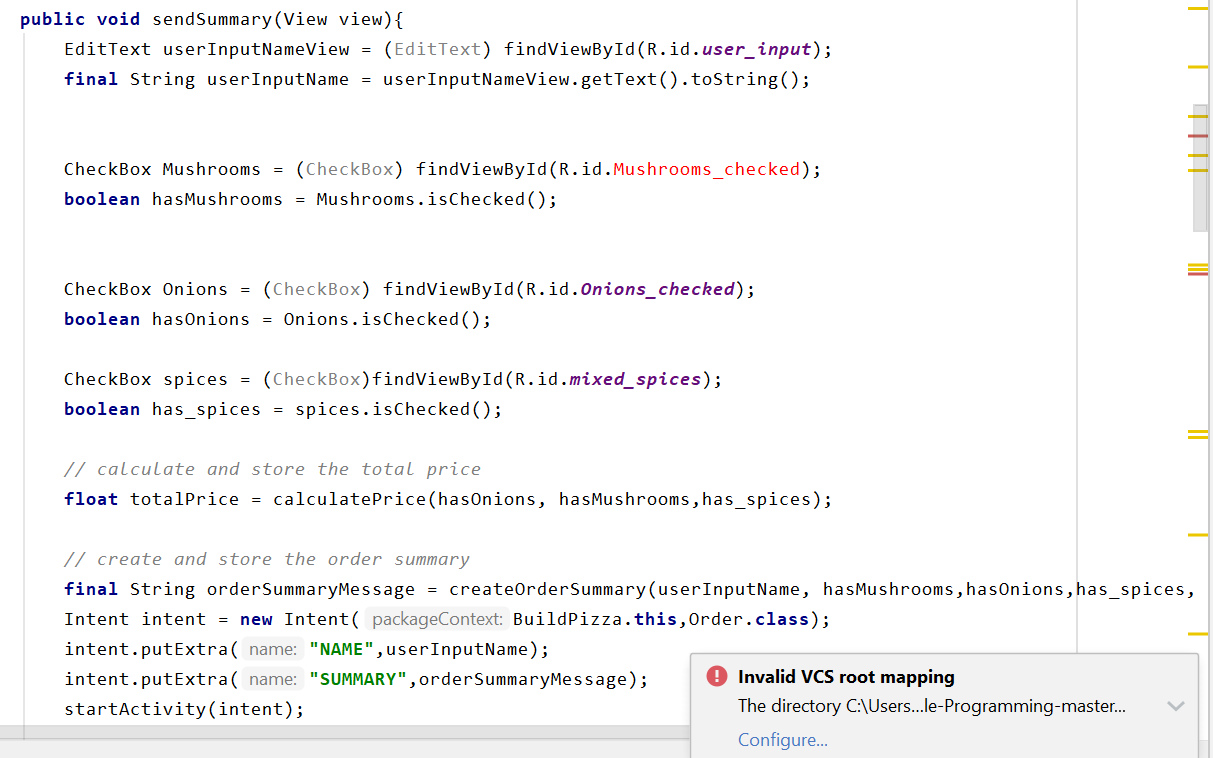 public void sendSummary(View view){
EditText userInputNameView = (EditText) findViewById(R.id.user_input);
final String userInputName = userInputNameView.getText().toString();
CheckBox Mushrooms = (CheckBox) findViewById(R.id.Mushrooms_checked);
boolean hasMushrooms = Mushrooms.isChecked();
CheckBox Onions = (CheckBox) findViewById(R.id.Onions_checked);
boolean hasOnions = Onions.isChecked();
CheckBox spices = (CheckBox)findViewById(R.id.mixed_spices);
boolean has_spices = spices.isChecked();
// calculate and store the total price
float totalPrice = calculatePrice(hasOnions, hasMushrooms,has_spices);
// create and store the order summary
final String orderSummaryMessage = createOrderSummary(userInputName, hasMushrooms,hasOnions,has_spices,
Intent intent = new Intent( packageContext: BuildPizza.this,Order.class);
intent.putExtra( name: "NAME",userInputName);
intent.putExtra( name: "SUMMARY",orderSummaryMessage);
startActivity(intent);
Invalid VCS root mapping
The directory C:\Users...le-Programming-master...
Configure...